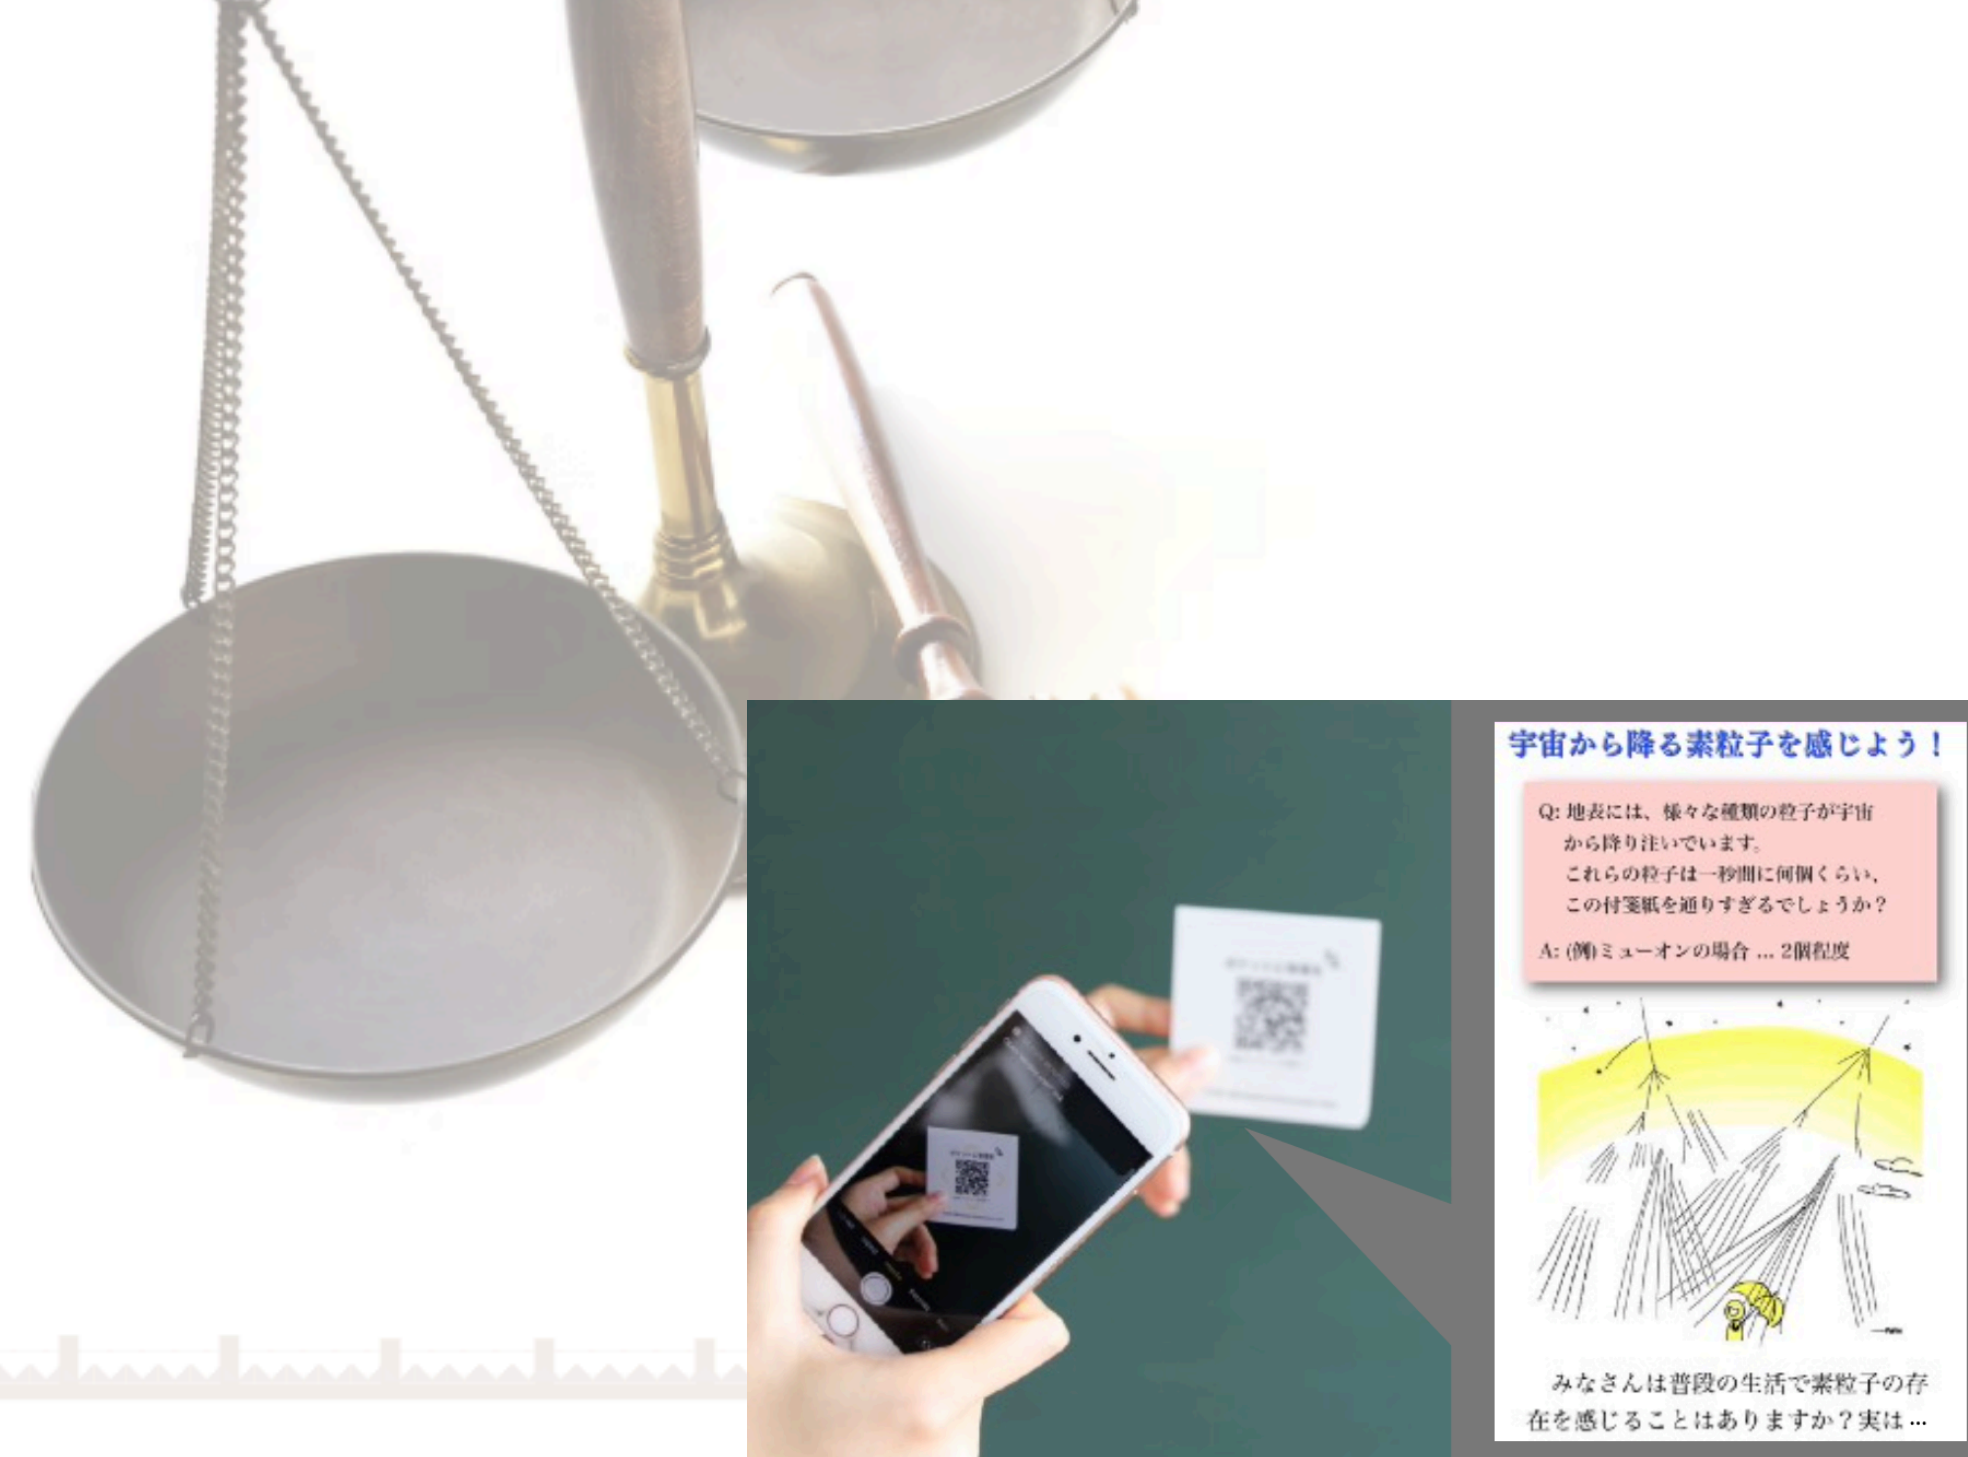 宇宙から降る素粒子を感じよう！
Q: 地表には、様々な種類の粒子が宇宙
から降り注いでいます。
これらの粒子は一秒間に何個くらい、
この付箋紙を通りすぎるでしょうか？
A: (例)ミューオンの場合 ... 2個程度
みなさんは普段の生活で素粒子の存
在を感じることはありますか？実は ...